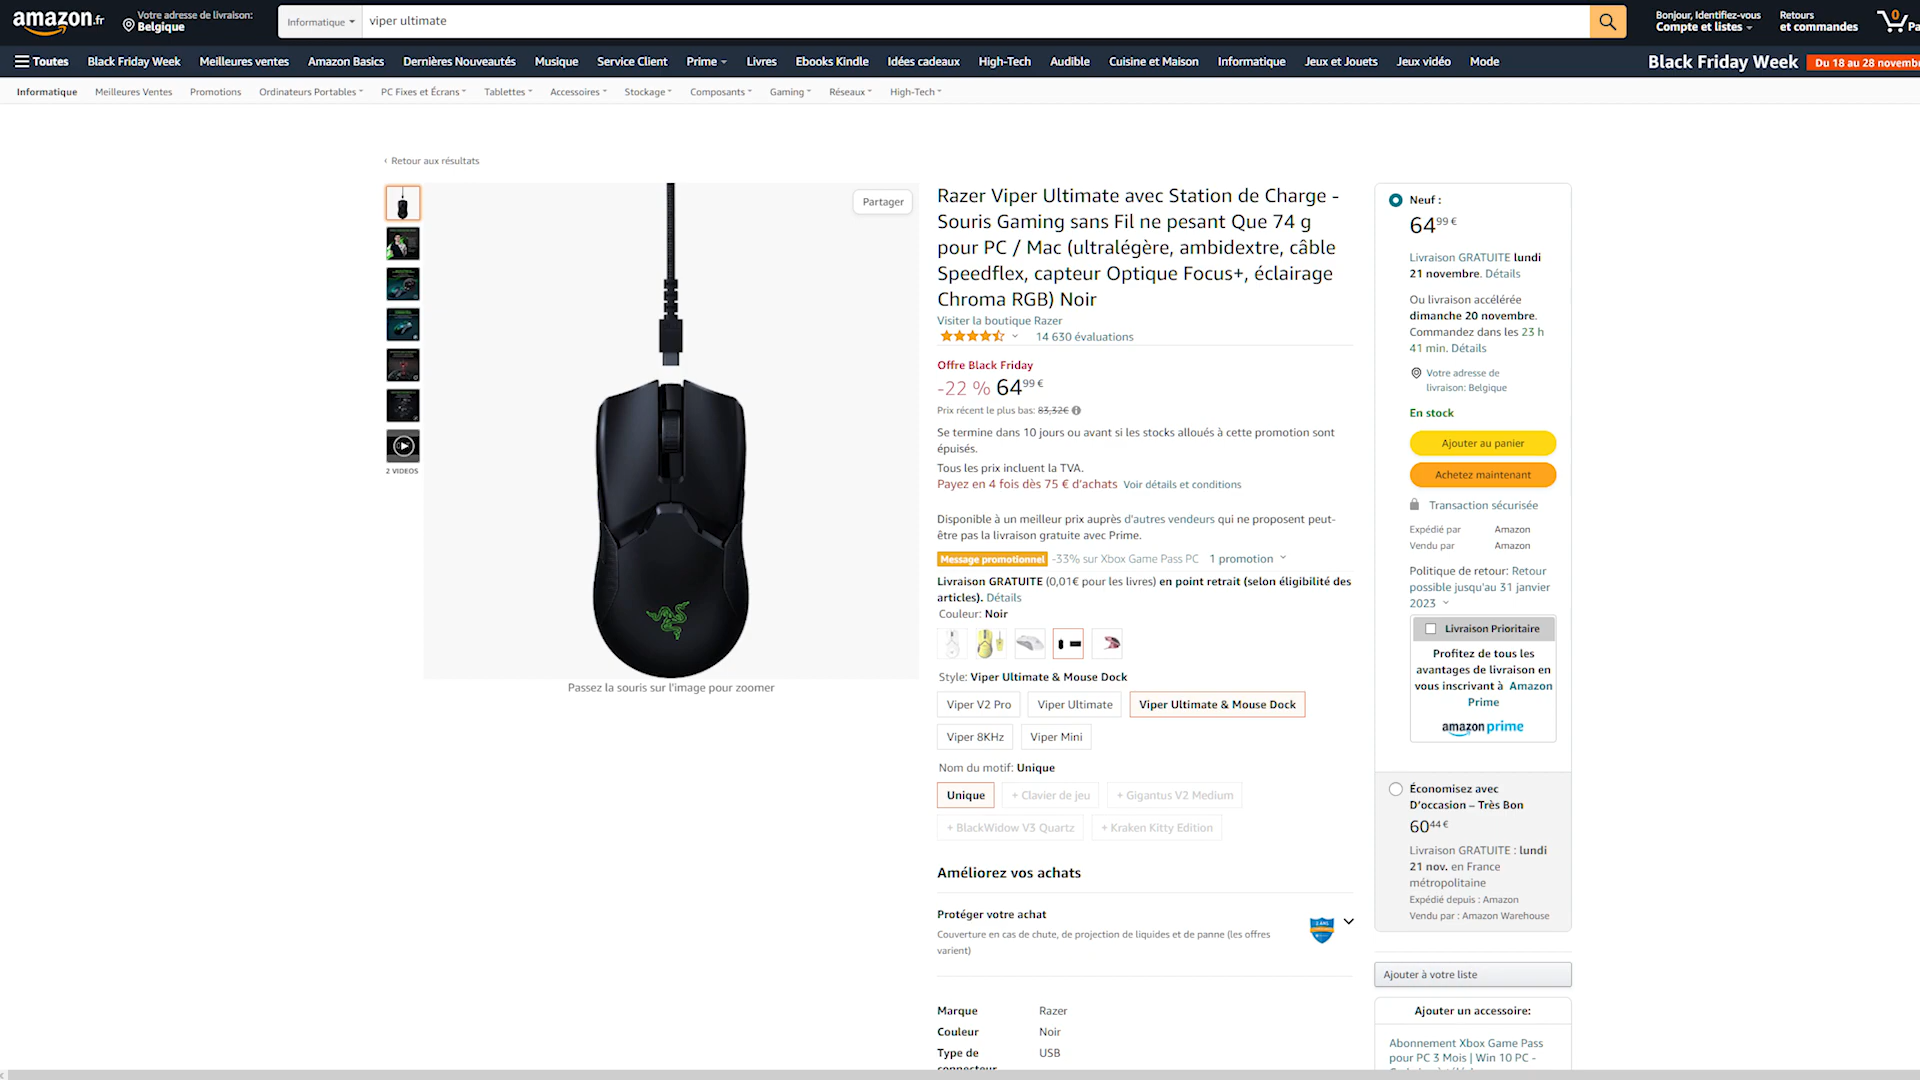 amazon.fr
Votre adresse de livraison:
Belgique
Informatique
viper ultimate
Bonjour, Identifiez-vous
Compte et listes
Retours
et commandes
0
Pa
Toutes
Black Friday Week
Meilleures ventes
Amazon Basics
Dernières Nouveautés
Musique
Service Client
Prime
Livres
Ebooks Kindle
Idées cadeaux
High-Tech
Audible
Cuisine et Maison
Informatique
Jeux et Jouets
Jeux vidéo
Mode
Black Friday Week
Du 18 au 28 novembr
Informatique
Meilleures Ventes
Promotions
Ordinateurs Portables
PC Fixes et Écrans
Tablettes
Accessoires
Stockage
Composants
Gaming
Réseaux
High-Tech
‹ Retour aux résultats
2 VIDEOS
Partager
Passez la souris sur l'image pour zoomer
Razer Viper Ultimate avec Station de Charge -
Souris Gaming sans Fil ne pesant Que 74 g
pour PC / Mac (ultralégère, ambidextre, câble
Speedflex, capteur Optique Focus+, éclairage
Chroma RGB) Noir
Visiter la boutique Razer
14 630 évaluations
Offre Black Friday
-22 % 64,99 €
Prix récent le plus bas: 83,32€
Se termine dans 10 jours ou avant si les stocks alloués à cette promotion sont
épuisés.
Tous les prix incluent la TVA.
Payez en 4 fois dès 75 € d'achats Voir détails et conditions
Disponible à un meilleur prix auprès d'autres vendeurs qui ne proposent peut-
être pas la livraison gratuite avec Prime.
Message promotionnel -33% sur Xbox Game Pass PC 1 promotion
Livraison GRATUITE (0,01€ pour les livres) en point retrait (selon éligibilité des
articles). Détails
Couleur: Noir
Style: Viper Ultimate & Mouse Dock
Viper V2 Pro
Viper Ultimate
Viper Ultimate & Mouse Dock
Viper 8KHz
Viper Mini
Nom du motif: Unique
Unique
+ Clavier de jeu
+ Gigantus V2 Medium
+ BlackWidow V3 Quartz
+ Kraken Kitty Edition
Améliorez vos achats
Protéger votre achat
Couverture en cas de chute, de projection de liquides et de panne (les offres
varient)
Marque Razer
Couleur Noir
Type de USB
connecteur
Neuf :
64 99 €
Livraison GRATUITE lundi
21 novembre. Détails
Ou livraison accélérée
dimanche 20 novembre.
Commandez dans les 23 h
41 min. Détails
Votre adresse de
livraison: Belgique
En stock
Ajouter au panier
Achetez maintenant
Transaction sécurisée
Expédié par Amazon
Vendu par Amazon
Politique de retour: Retour
possible jusqu'au 31 janvier
2023
Livraison Prioritaire
Profitez de tous les
avantages de livraison en
vous inscrivant à Amazon
Prime
amazon prime
Économisez avec
D'occasion – Très Bon
60 44 €
Livraison GRATUITE : lundi
21 nov. en France
métropolitaine
Expédié depuis : Amazon
Vendu par : Amazon Warehouse
Ajouter à votre liste
Ajouter un accessoire:
Abonnement Xbox Game Pass
pour PC 3 Mois | Win 10 PC -